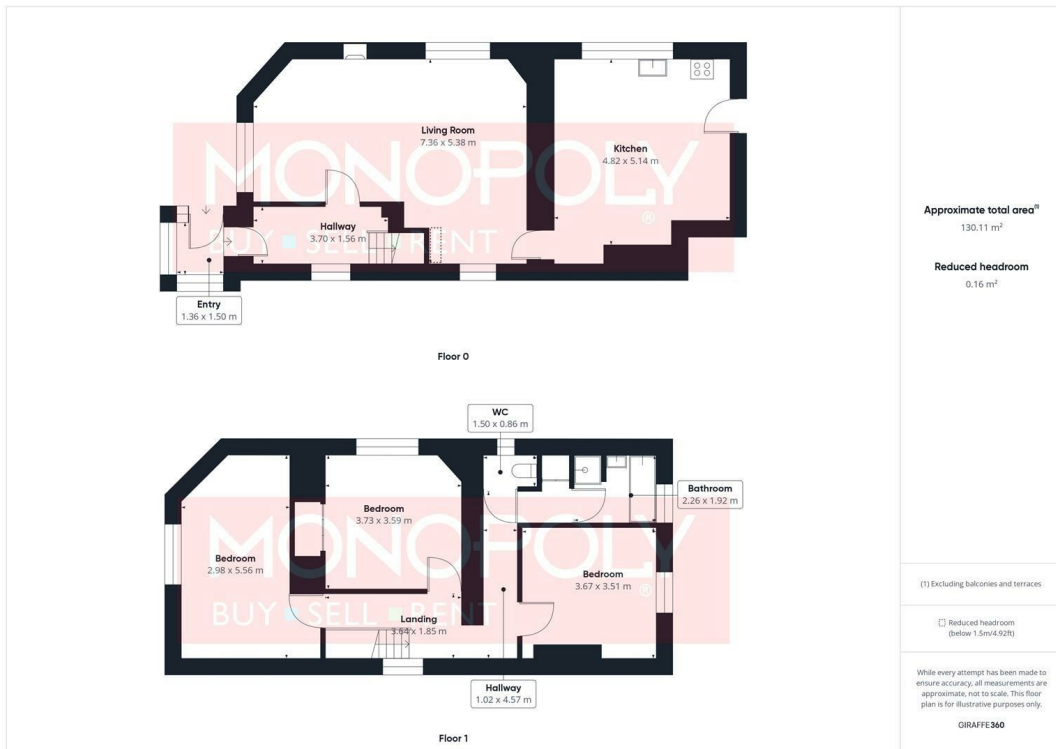 MONOPOLY
BUY SELL RENT
®
Living Room
7.36 x 5.38 m
Kitchen
4.82 x 5.14 m
Hallway
3.70 x 1.56 m
Entry
1.36 x 1.50 m
Floor 0
WC
1.50 x 0.86 m
Bathroom
2.26 x 1.92 m
Bedroom
3.73 x 3.59 m
Bedroom
2.98 x 5.56 m
MONOPOLY
BUY SELL RENT
®
Bedroom
3.67 x 3.51 m
Landing
3.64 x 1.85 m
Hallway
1.02 x 4.57 m
Floor 1
Approximate total area(1)
130.11 m²
Reduced headroom
0.16 m²
(1) Excluding balconies and terraces
Reduced headroom
(below 1.5m/4.92ft)
While every attempt has been made to
ensure accuracy, all measurements are
approximate, not to scale. This floor
plan is for illustrative purposes only.
GIRAFFE360